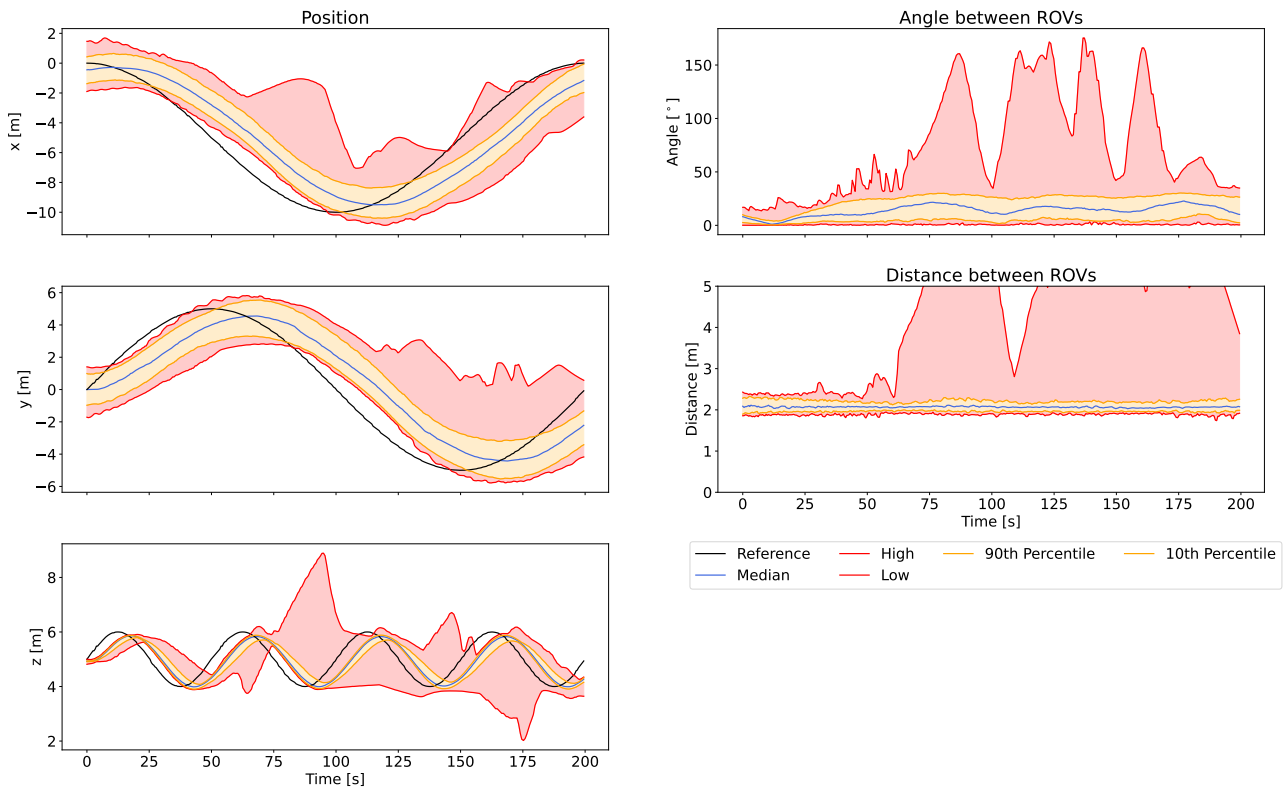 Position
2
0
−2
−4
−6
−8
−10
x [m]
6
4
2
0
−2
−4
−6
y [m]
8
6
4
2
z [m]
0 25 50 75 100 125 150 175 200
Time [s]
Angle between ROVs
150
100
50
0
Angle [ ° ]
Distance between ROVs
5
4
3
2
1
0
Distance [m]
0 25 50 75 100 125 150 175 200
Time [s]
Reference High 90th Percentile 10th Percentile
Median Low